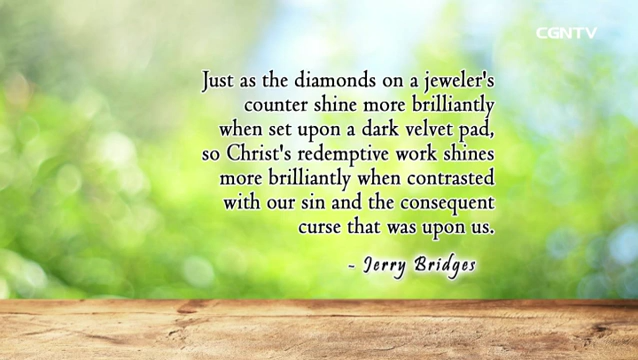 CGNTV
Just as the diamonds on a jeweler's
counter shine more brilliantly
when set upon a dark velvet pad,
so Christ's redemptive work shines
more brilliantly when contrasted
with our sin and the consequent
curse that was upon us.
- Jerry Bridges